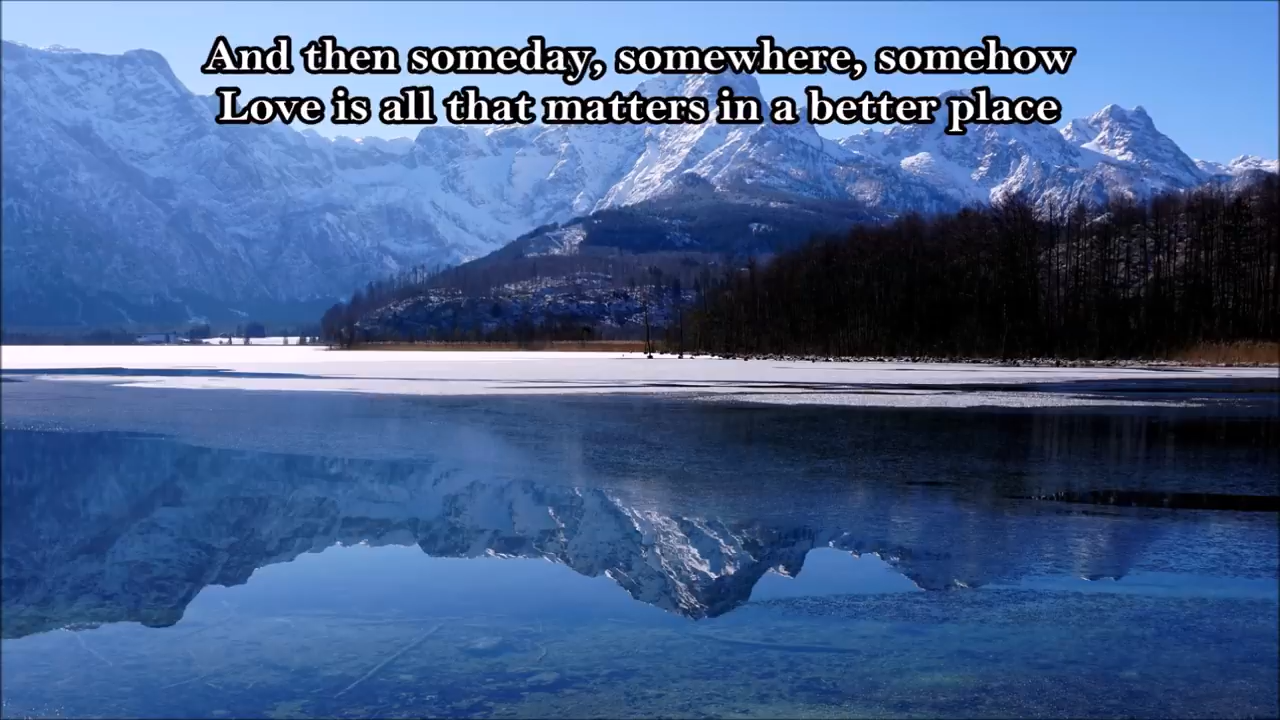 And then someday, somewhere, somehow
Love is all that matters in a better place